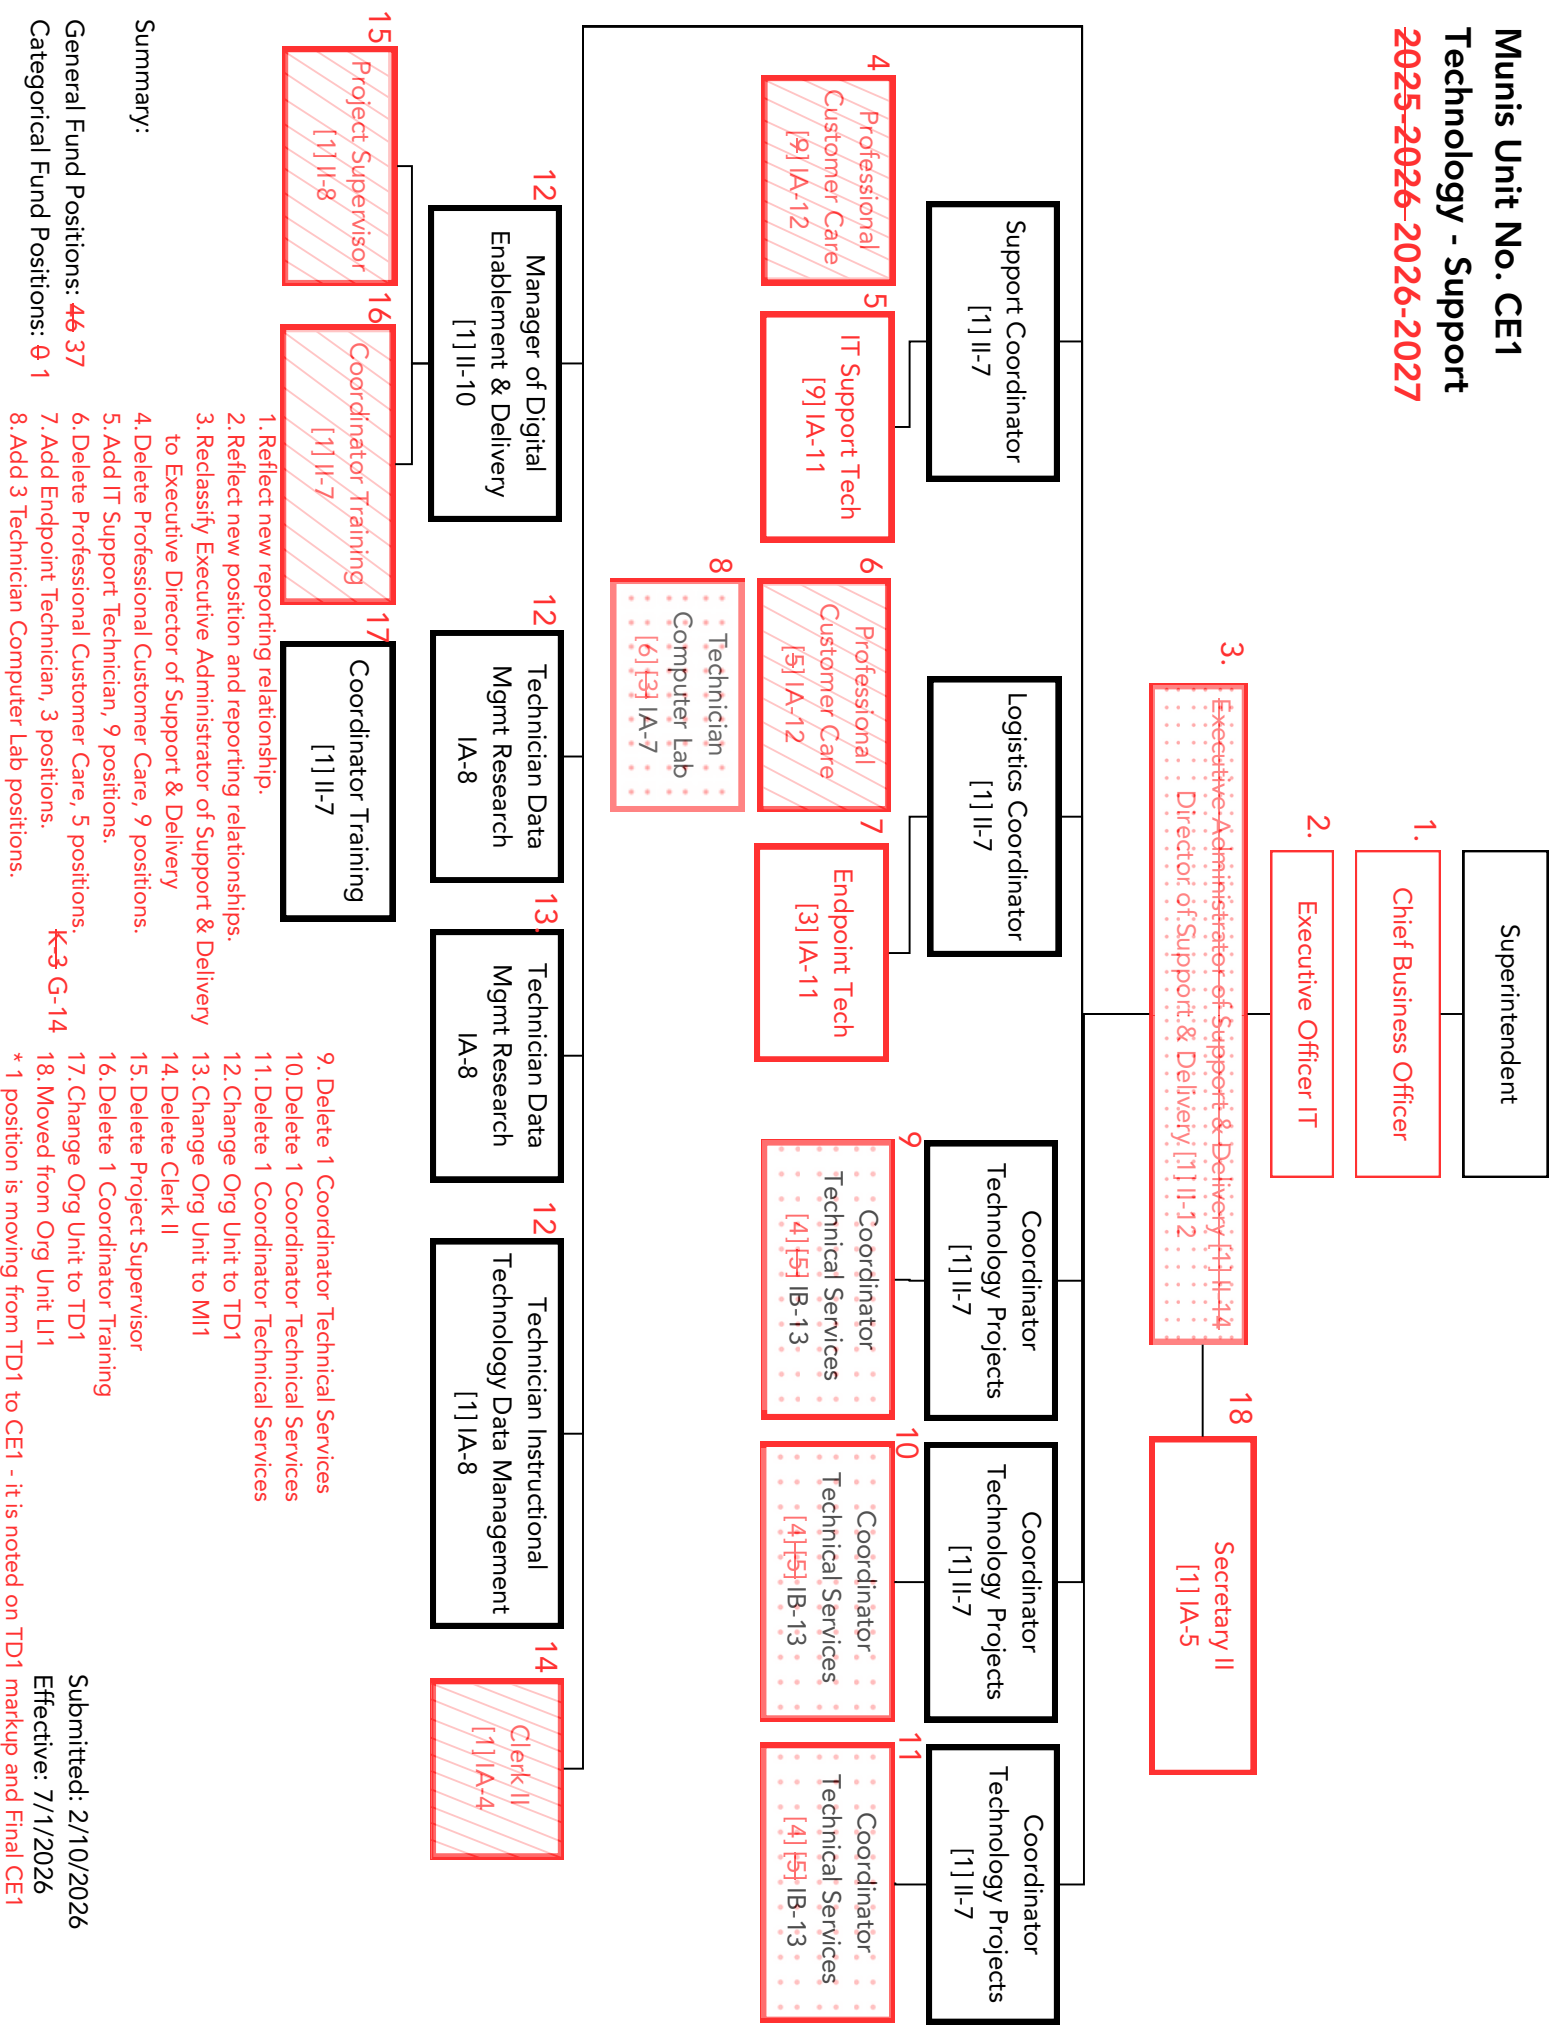 Munis Unit No. CE1
Technology - Support
2025-2026 2026-2027
Superintendent
1.
Chief Business Officer
2.
Executive Officer IT
3.
Executive Administrator of Support & Delivery [1] II-14
Director of Support & Delivery [1] II-12
18
Secretary II
[1] IA-5
Support Coordinator
[1] II-7
Logistics Coordinator
[1] II-7
Coordinator
Technology Projects
[1] II-7
Coordinator
Technology Projects
[1] II-7
Coordinator
Technology Projects
[1] II-7
4
Professional
Customer Care
[9] IA-12
5
IT Support Tech
[9] IA-11
6
Professional
Customer Care
[5] IA-12
7
Endpoint Tech
[3] IA-11
9
Coordinator
Technical Services
[4] [5] IB-13
10
Coordinator
Technical Services
[4] [5] IB-13
11
Coordinator
Technical Services
[4] [5] IB-13
8
Technician
Computer Lab
[6] [3] IA-7
12
Manager of Digital
Enablement & Delivery
[1] II-10
12
Technician Data
Mgmt Research
IA-8
13.
Technician Data
Mgmt Research
IA-8
12
Technician Instructional
Technology Data Management
[1] IA-8
14
Clerk II
[1] IA-4
15
Project Supervisor
[1] II-8
16
Coordinator Training
[1] II-7
17
Coordinator Training
[1] II-7
Summary:
General Fund Positions: 46 37
Categorical Fund Positions: 0 1
1. Reflect new reporting relationship.
2. Reflect new position and reporting relationships.
3. Reclassify Executive Administrator of Support & Delivery
to Executive Director of Support & Delivery
4. Delete Professional Customer Care, 9 positions.
5. Add IT Support Technician, 9 positions.
6. Delete Professional Customer Care, 5 positions.
7. Add Endpoint Technician, 3 positions.
8. Add 3 Technician Computer Lab positions.
K-3 G-14
9. Delete 1 Coordinator Technical Services
10. Delete 1 Coordinator Technical Services
11. Delete 1 Coordinator Technical Services
12. Change Org Unit to TD1
13. Change Org Unit to MI1
14. Delete Clerk II
15. Delete Project Supervisor
16. Delete 1 Coordinator Training
17. Change Org Unit to TD1
18. Moved from Org Unit LI1
* 1 position is moving from TD1 to CE1 - it is noted on TD1 markup and Final CE1
Submitted: 2/10/2026
Effective: 7/1/2026